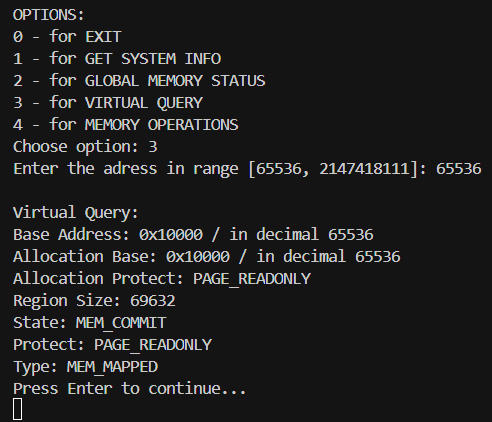 OPTIONS:
0 - for EXIT
1 - for GET SYSTEM INFO
2 - for GLOBAL MEMORY STATUS
3 - for VIRTUAL QUERY
4 - for MEMORY OPERATIONS
Choose option: 3
Enter the adress in range [65536, 2147418111]: 65536
Virtual Query:
Base Address: 0x10000 / in decimal 65536
Allocation Base: 0x10000 / in decimal 65536
Allocation Protect: PAGE_READONLY
Region Size: 69632
State: MEM_COMMIT
Protect: PAGE_READONLY
Type: MEM_MAPPED
Press Enter to continue...